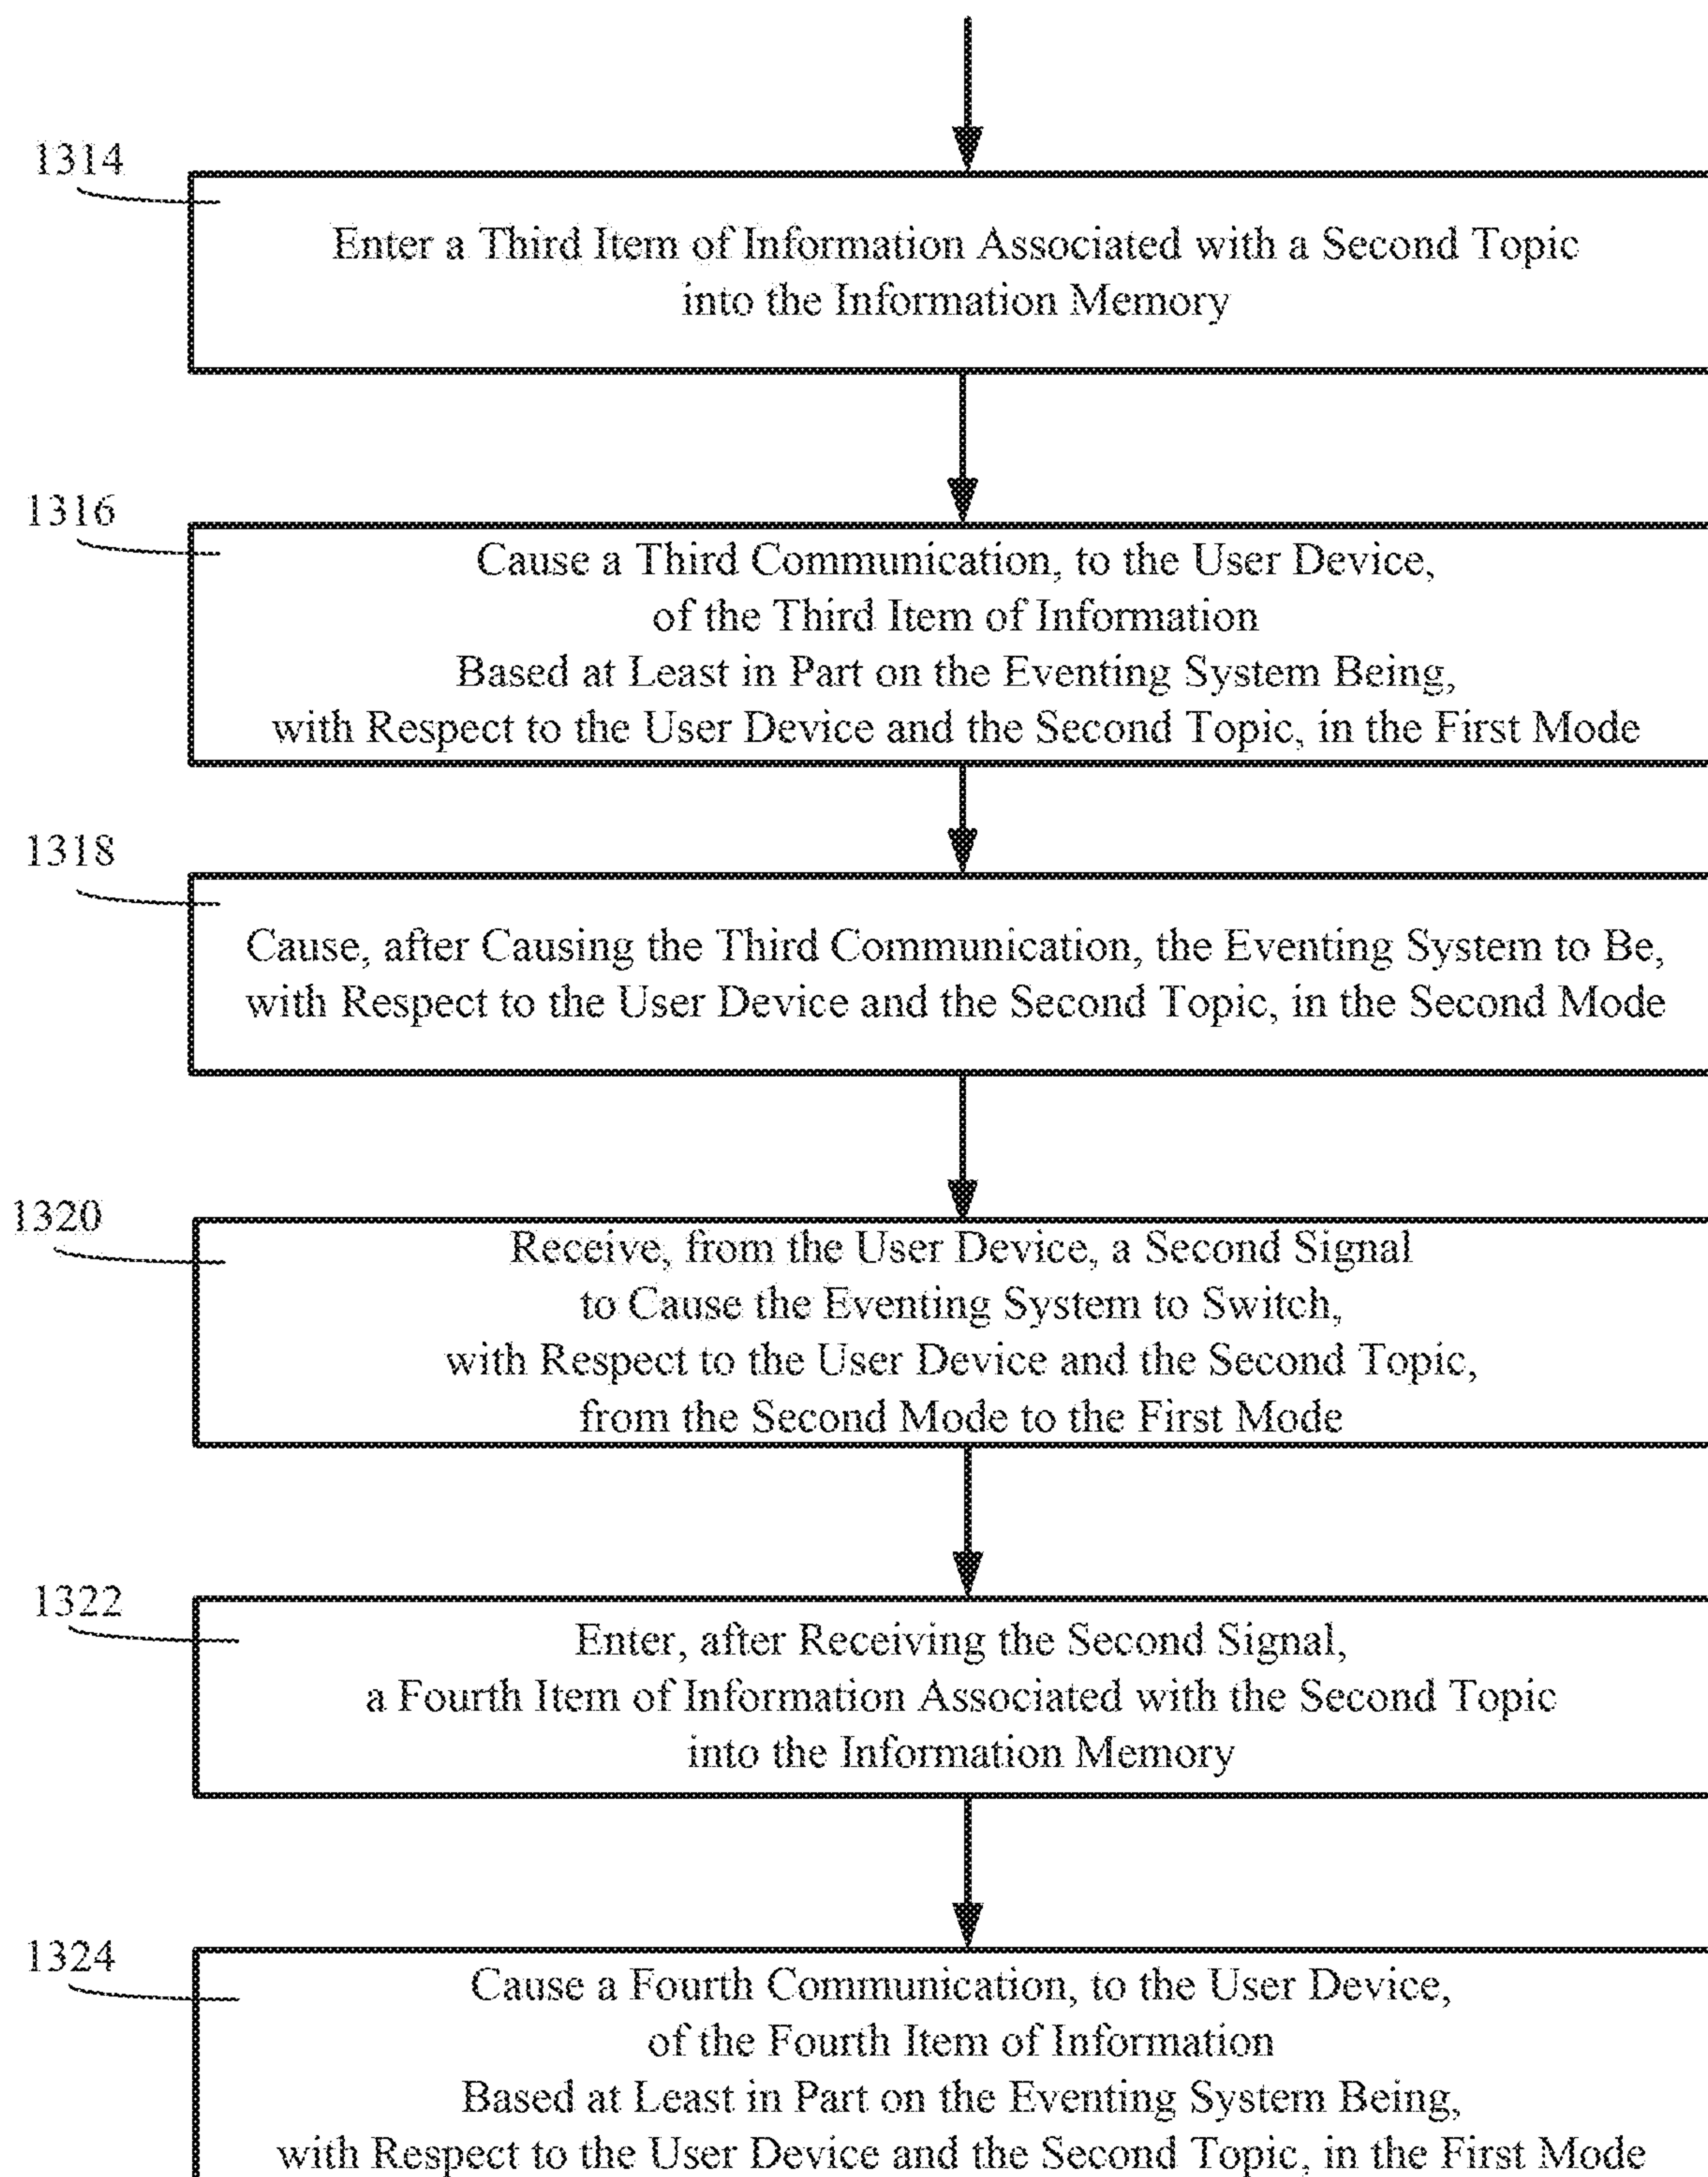 1314
Enter a Third Item of Information Associated with a Second Topic
into the Information Memory
1316
Cause a Third Communication, to the User Device,
of the Third Item of Information
Based at Least in Part on the Eventing System Being,
with Respect to the User Device and the Second Topic, in the First Mode
1318
Cause, after Causing the Third Communication, the Eventing System to Be,
with Respect to the User Device and the Second Topic, in the Second Mode
1320
Receive, from the User Device, a Second Signal
to Cause the Eventing System to Switch,
with Respect to the User Device and the Second Topic,
from the Second Mode to the First Mode
1322
Enter, after Receiving the Second Signal,
a Fourth Item of Information Associated with the Second Topic
into the Information Memory
1324
Cause a Fourth Communication, to the User Device,
of the Fourth Item of Information
Based at Least in Part on the Eventing System Being,
with Respect to the User Device and the Second Topic, in the First Mode